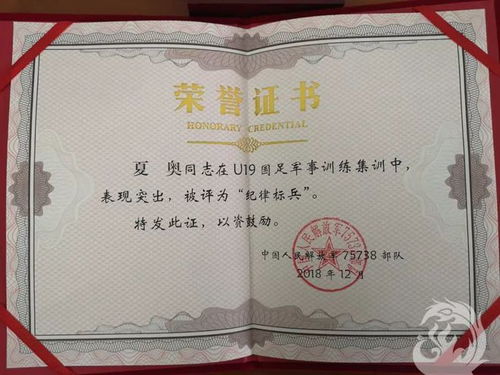 荣誉证书
HONORARY CREDENTIAL
夏 奥同志在U19国足军事训练集训中，
表现突出，被评为“纪律标兵”。
特发此证，以资鼓励。
中国人民解放军75738部队
2018年12月